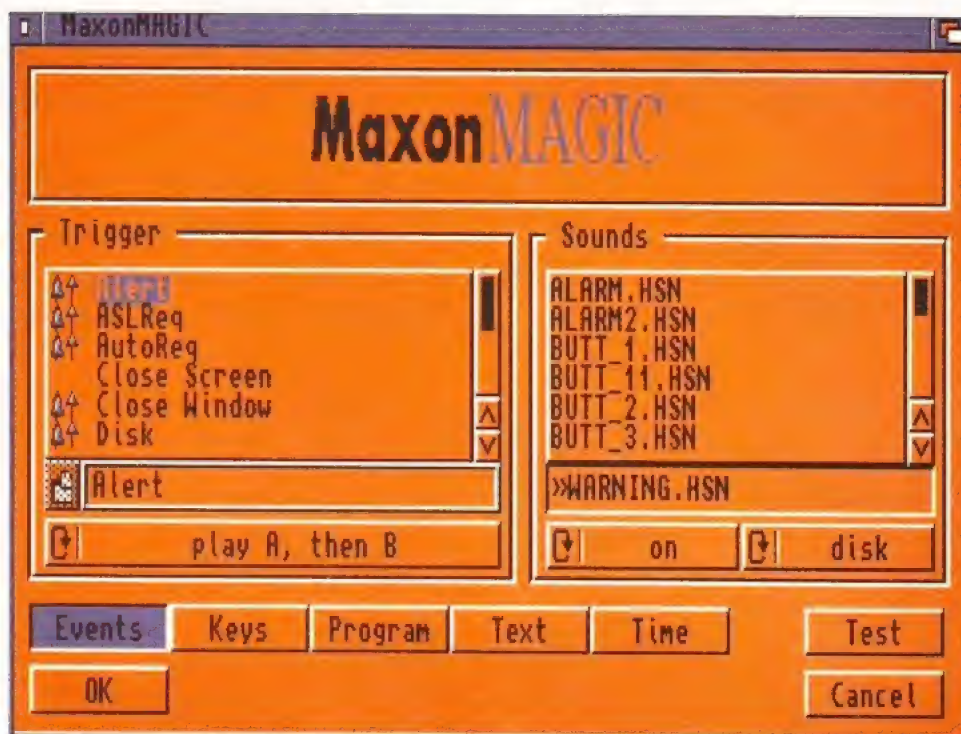 MaxonMAGIC
MaxonMAGIC
Trigger
Alert
ASLReq
AutoReq
Close Screen
Close Window
Disk
Alert
play A, then B
Sounds
ALARM.HSN
ALARM2.HSN
BUTT_1.HSN
BUTT_11.HSN
BUTT_2.HSN
BUTT_3.HSN
»WARNING.HSN
on
disk
Events
Keys
Program
Text
Time
Test
OK
Cancel